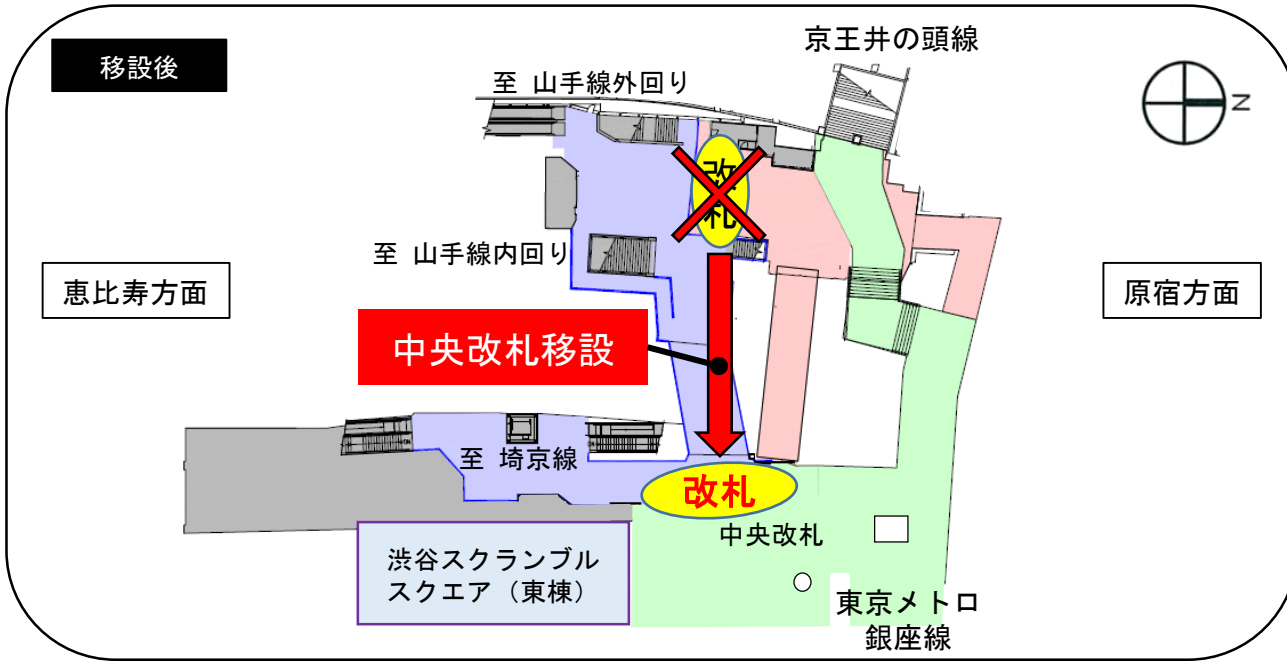 移設後
京王井の頭線
至 山手線外回り
N
改札
至 山手線内回り
恵比寿方面
原宿方面
中央改札移設
至 埼京線
改札
中央改札
渋谷スクランブル
スクエア（東棟）
東京メトロ
銀座線